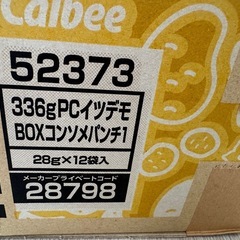 Calbee
52373
336gPCイツデモ
BOXコンソメパンチ1
28g×12袋入
メーカープライベートコード
28798